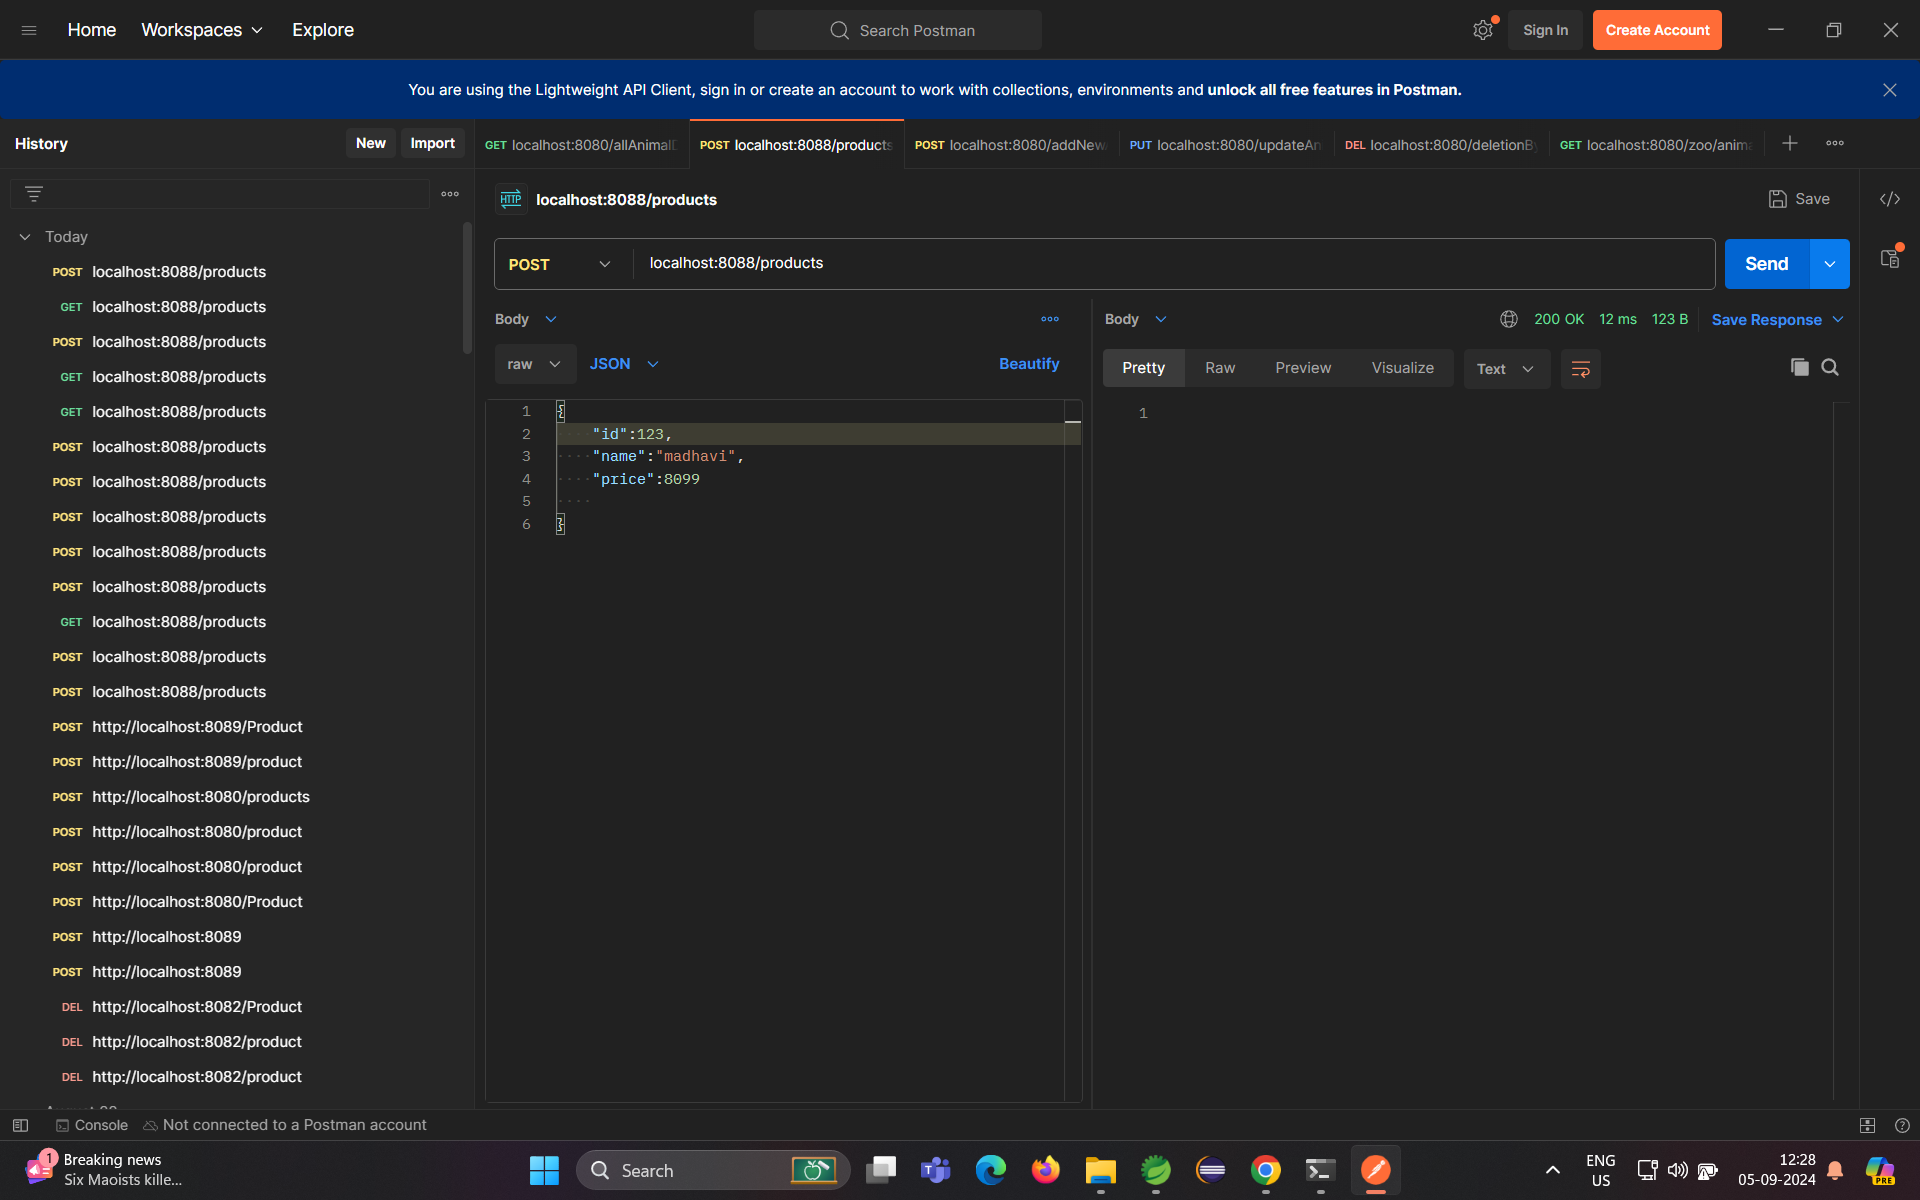 Home
Workspaces
Explore
Search Postman
Sign In
Create Account
You are using the Lightweight API Client, sign in or create an account to work with collections, environments and unlock all free features in Postman.
History
New
Import
GET localhost:8080/allAnimal
POST localhost:8088/products
POST localhost:8080/addNew
PUT localhost:8080/updateAn
DEL localhost:8080/deletionB
GET localhost:8080/zoo/anima
HTTP localhost:8088/products
Save
Today
POST localhost:8088/products
GET localhost:8088/products
POST localhost:8088/products
GET localhost:8088/products
GET localhost:8088/products
POST localhost:8088/products
POST localhost:8088/products
POST localhost:8088/products
POST localhost:8088/products
POST localhost:8088/products
GET localhost:8088/products
POST localhost:8088/products
POST localhost:8088/products
POST http://localhost:8089/Product
POST http://localhost:8089/product
POST http://localhost:8080/products
POST http://localhost:8080/product
POST http://localhost:8080/product
POST http://localhost:8080/Product
POST http://localhost:8089
POST http://localhost:8089
DEL http://localhost:8082/Product
DEL http://localhost:8082/product
DEL http://localhost:8082/product
POST
localhost:8088/products
Send
Body
raw
JSON
Beautify
1 {
2 "id":123,
3 "name":"madhavi",
4 "price":8099
5
6 }
Body
200 OK 12 ms 123 B
Save Response
Pretty
Raw
Preview
Visualize
Text
1
Console
Not connected to a Postman account
1
Breaking news
Six Maoists kille...
Search
ENG
US
12:28
05-09-2024
PRE